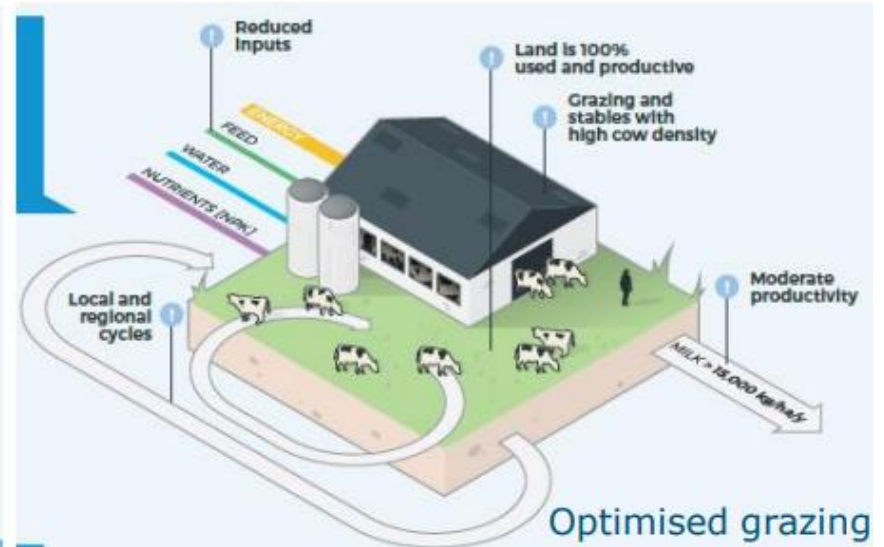 Reduced
Inputs
Land is 100%
used and productive
Grazing and
stables with
high cow density
ENERGY
FEED
WATER
NUTRIENTS [NPK]
Local and
regional
cycles
Moderate
productivity
MILK > 15,000 kg/ha/y
Optimised grazing